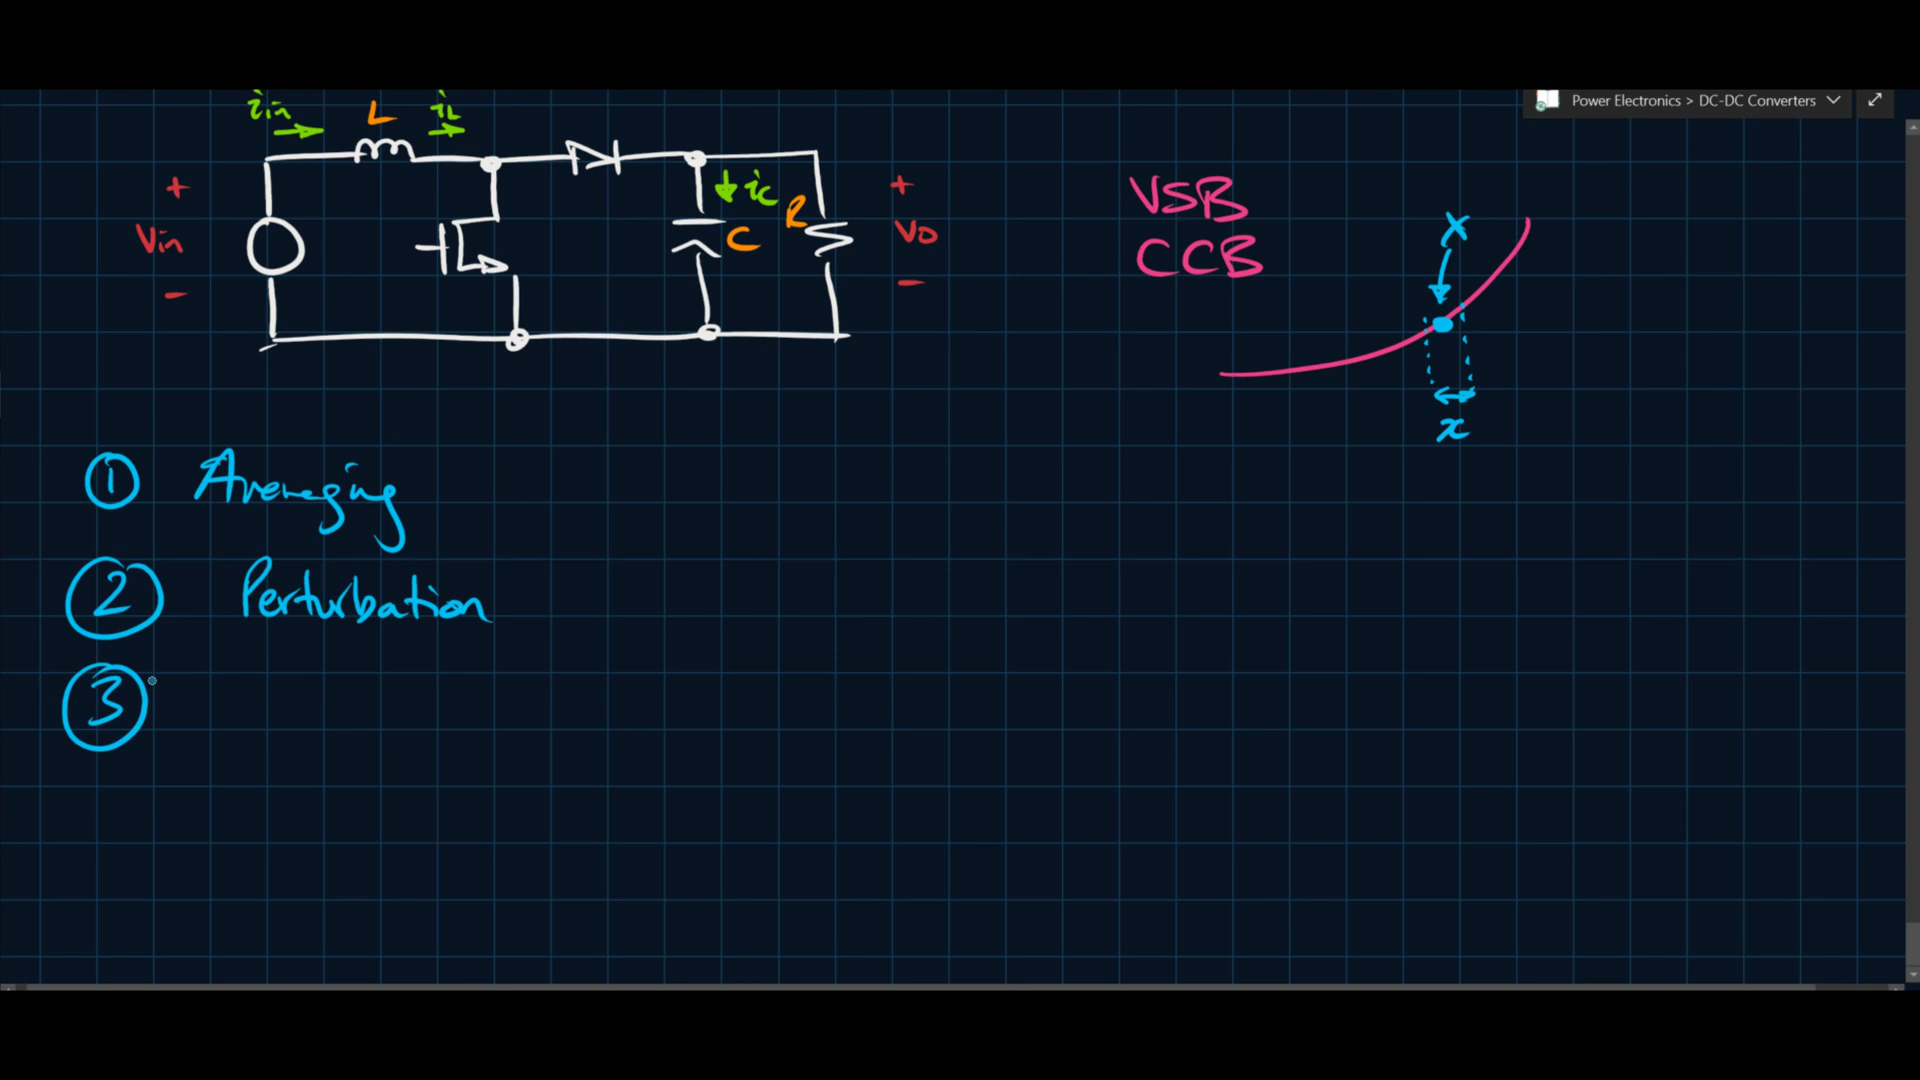 Power Electronics > DC-DC Converters
iin L iL
+ Vin −
ic
C
R
+ Vo −
VSB
CCB
X
x
① Averaging
② Perturbation
③